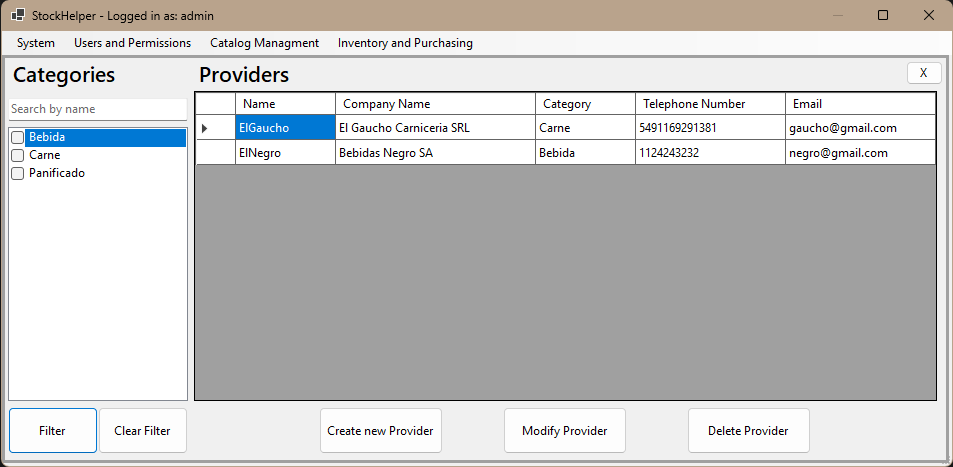 StockHelper - Logged in as: admin
System Users and Permissions Catalog Managment Inventory and Purchasing
Categories
Search by name
Bebida
Carne
Panificado
Filter Clear Filter
Providers X
Name Company Name Category Telephone Number Email
ElGaucho El Gaucho Carniceria SRL Carne 5491169291381 gaucho@gmail.com
ElNegro Bebidas Negro SA Bebida 1124243232 negro@gmail.com
Create new Provider Modify Provider Delete Provider